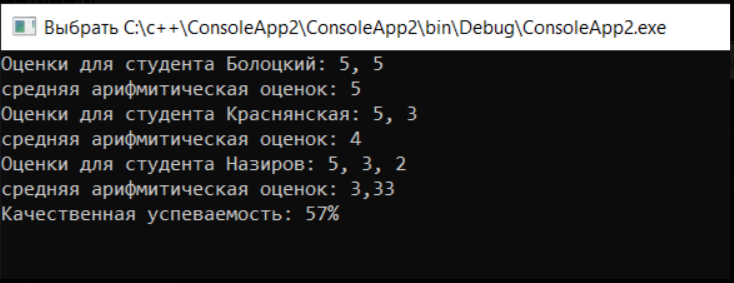 Выбрать C:\c++\ConsoleApp2\ConsoleApp2\bin\Debug\ConsoleApp2.exe
Оценки для студента Болоцкий: 5, 5
средняя арифмитическая оценок: 5
Оценки для студента Краснянская: 5, 3
средняя арифмитическая оценок: 4
Оценки для студента Назиров: 5, 3, 2
средняя арифмитическая оценок: 3,33
Качественная успеваемость: 57%